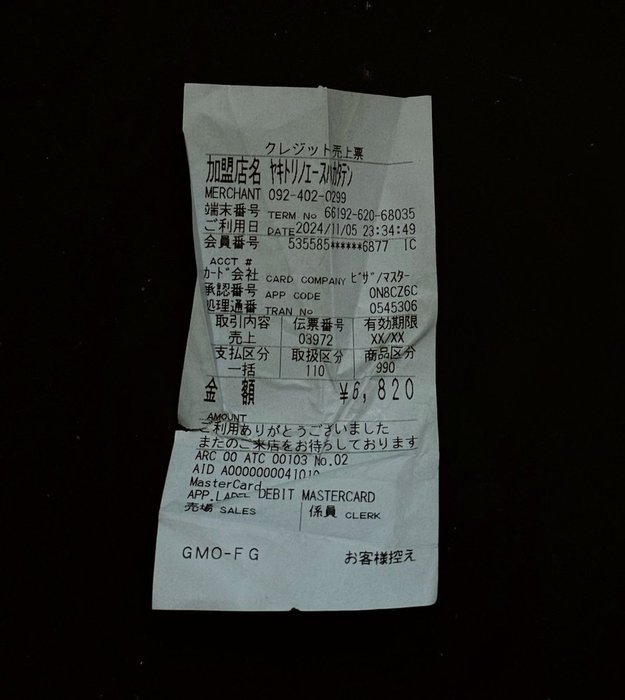 クレジット売上票
加盟店名 ヤキトリノエースハカタテン
MERCHANT 092-402-0299
端末番号 TERM No 66192-620-68035
ご利用日 DATE 2024/11/05 23:34:49
会員番号 535585******6877 IC
ACCT #
カード会社 CARD COMPANY ビザ/マスター
承認番号 APP CODE 0N8CZ6C
処理通番 TRAN No 0545306
取引内容 伝票番号 有効期限
売上 03972 XX/XX
支払区分 取扱区分 商品区分
一括 110 990
金額 ¥6,820
AMOUNT
ご利用ありがとうございました
またのご来店をお待ちしております
ARC 00 ATC 00103 No.02
AID A0000000041010
MasterCard
APP.LABEL DEBIT MASTERCARD
売場 SALES 係員 CLERK
GMO-FG お客様控え